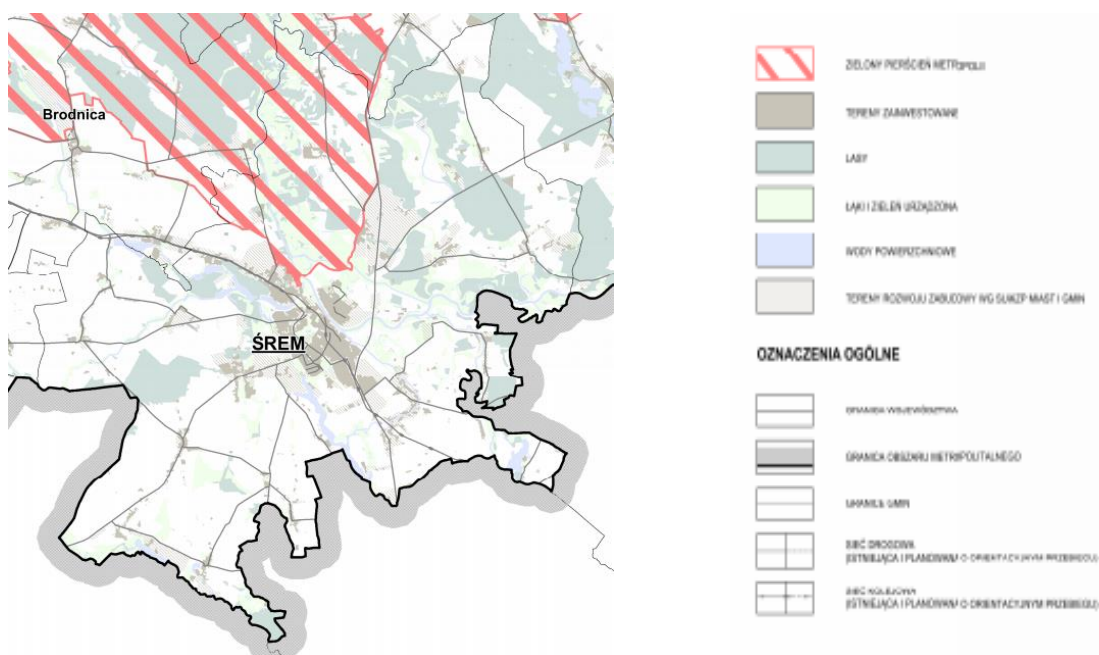 Brodnica
ŚREM
ZIELONY PIERŚCIEŃ METROPOLII
TERENY ZAINWESTOWANE
LASY
ŁĄKI I ZIELEŃ URZĄDZONA
WODY POWIERZCHNIOWE
TERENY ROZWOJU ZABUDOWY WG SUIKZP MIAST I GMIN
OZNACZENIA OGÓLNE
GRANICA WOJEWÓDZTWA
GRANICA OBSZARU METROPOLITALNEGO
GRANICE GMIN
SIEĆ DROGOWA
(ISTNIEJĄCA I PLANOWANA O ORIENTACYJNYM PRZEBIEGU)
SIEĆ KOLEJOWA
(ISTNIEJĄCA I PLANOWANA O ORIENTACYJNYM PRZEBIEGU)